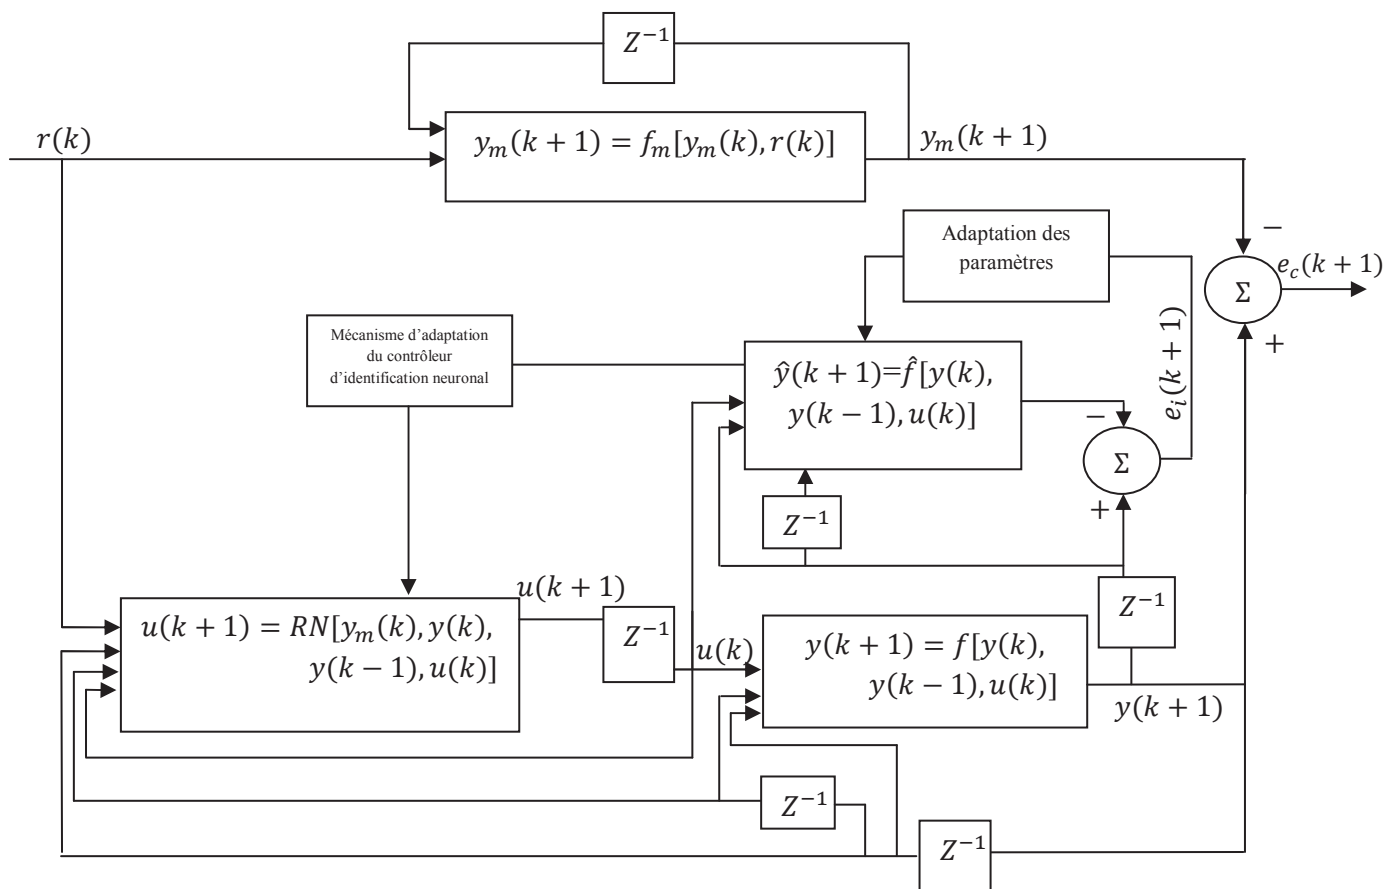 Z⁻¹
r(k)
y_m(k + 1) = f_m[y_m(k), r(k)]
y_m(k + 1)
Adaptation des
paramètres
−
e_c(k + 1)
Σ
+
Mécanisme d'adaptation
du contrôleur
d'identification neuronal
ŷ(k + 1)=f̂[y(k),
y(k − 1), u(k)]
e_i(k + 1)
−
Σ
+
Z⁻¹
u(k + 1)
Z⁻¹
u(k + 1) = RN[y_m(k), y(k),
y(k − 1), u(k)]
Z⁻¹
u(k)
y(k + 1) = f[y(k),
y(k − 1), u(k)]
y(k + 1)
Z⁻¹
Z⁻¹